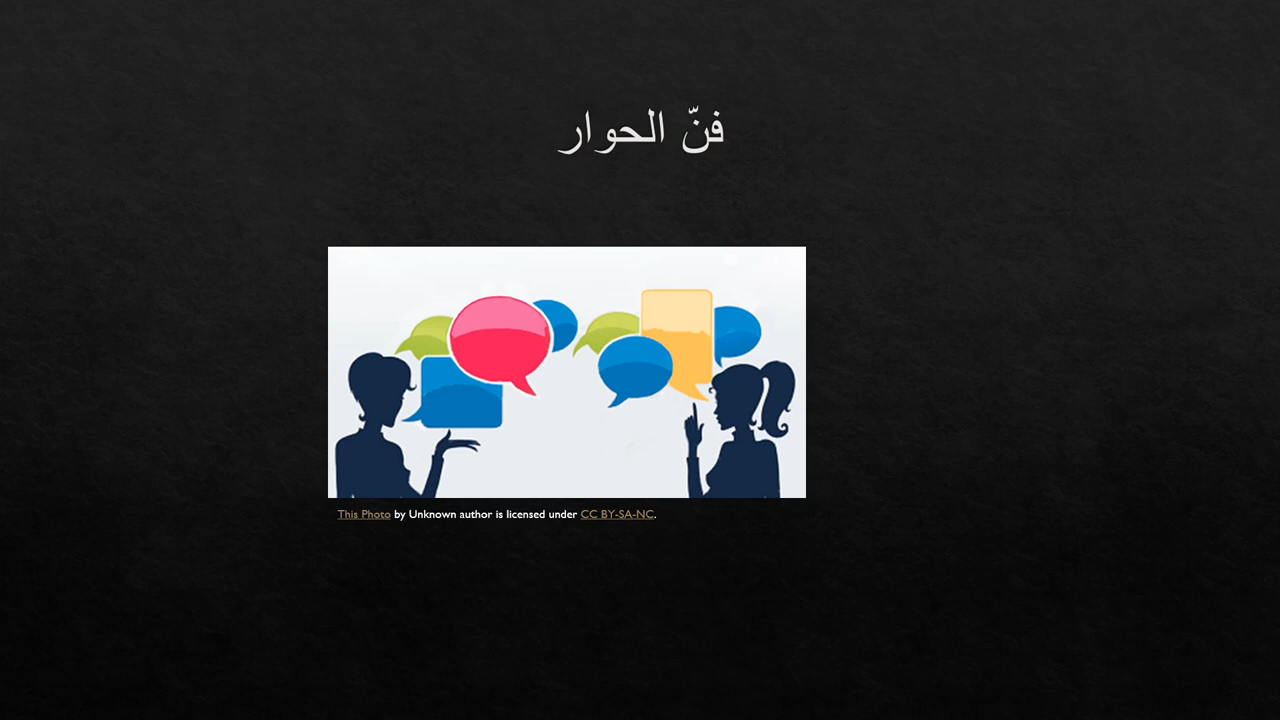 فنّ الحوار
This Photo by Unknown author is licensed under CC BY-SA-NC.